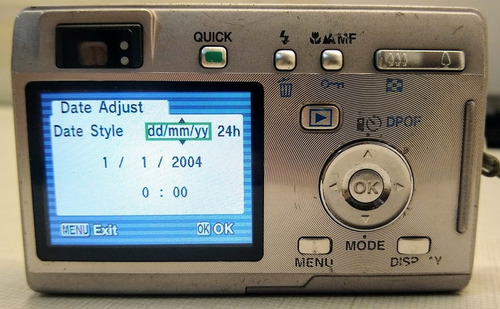 QUICK
MF
Date Adjust
Date Style dd/mm/yy 24h
1 / 1 / 2004
0 : 00
MENU Exit
OK OK
DPOF
OK
MODE
MENU